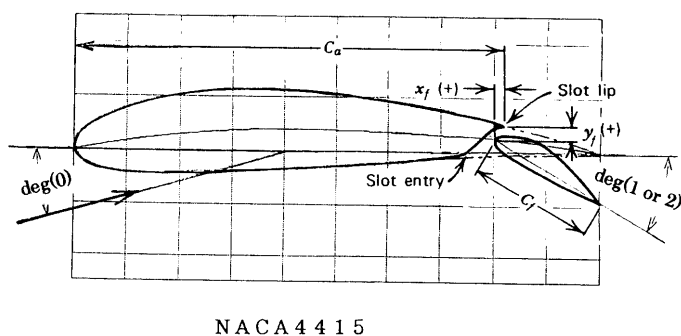 C_a
x_f (+)
Slot lip
y_f (+)
deg(0)
Slot entry
deg(1 or 2)
C_f
NACA4415